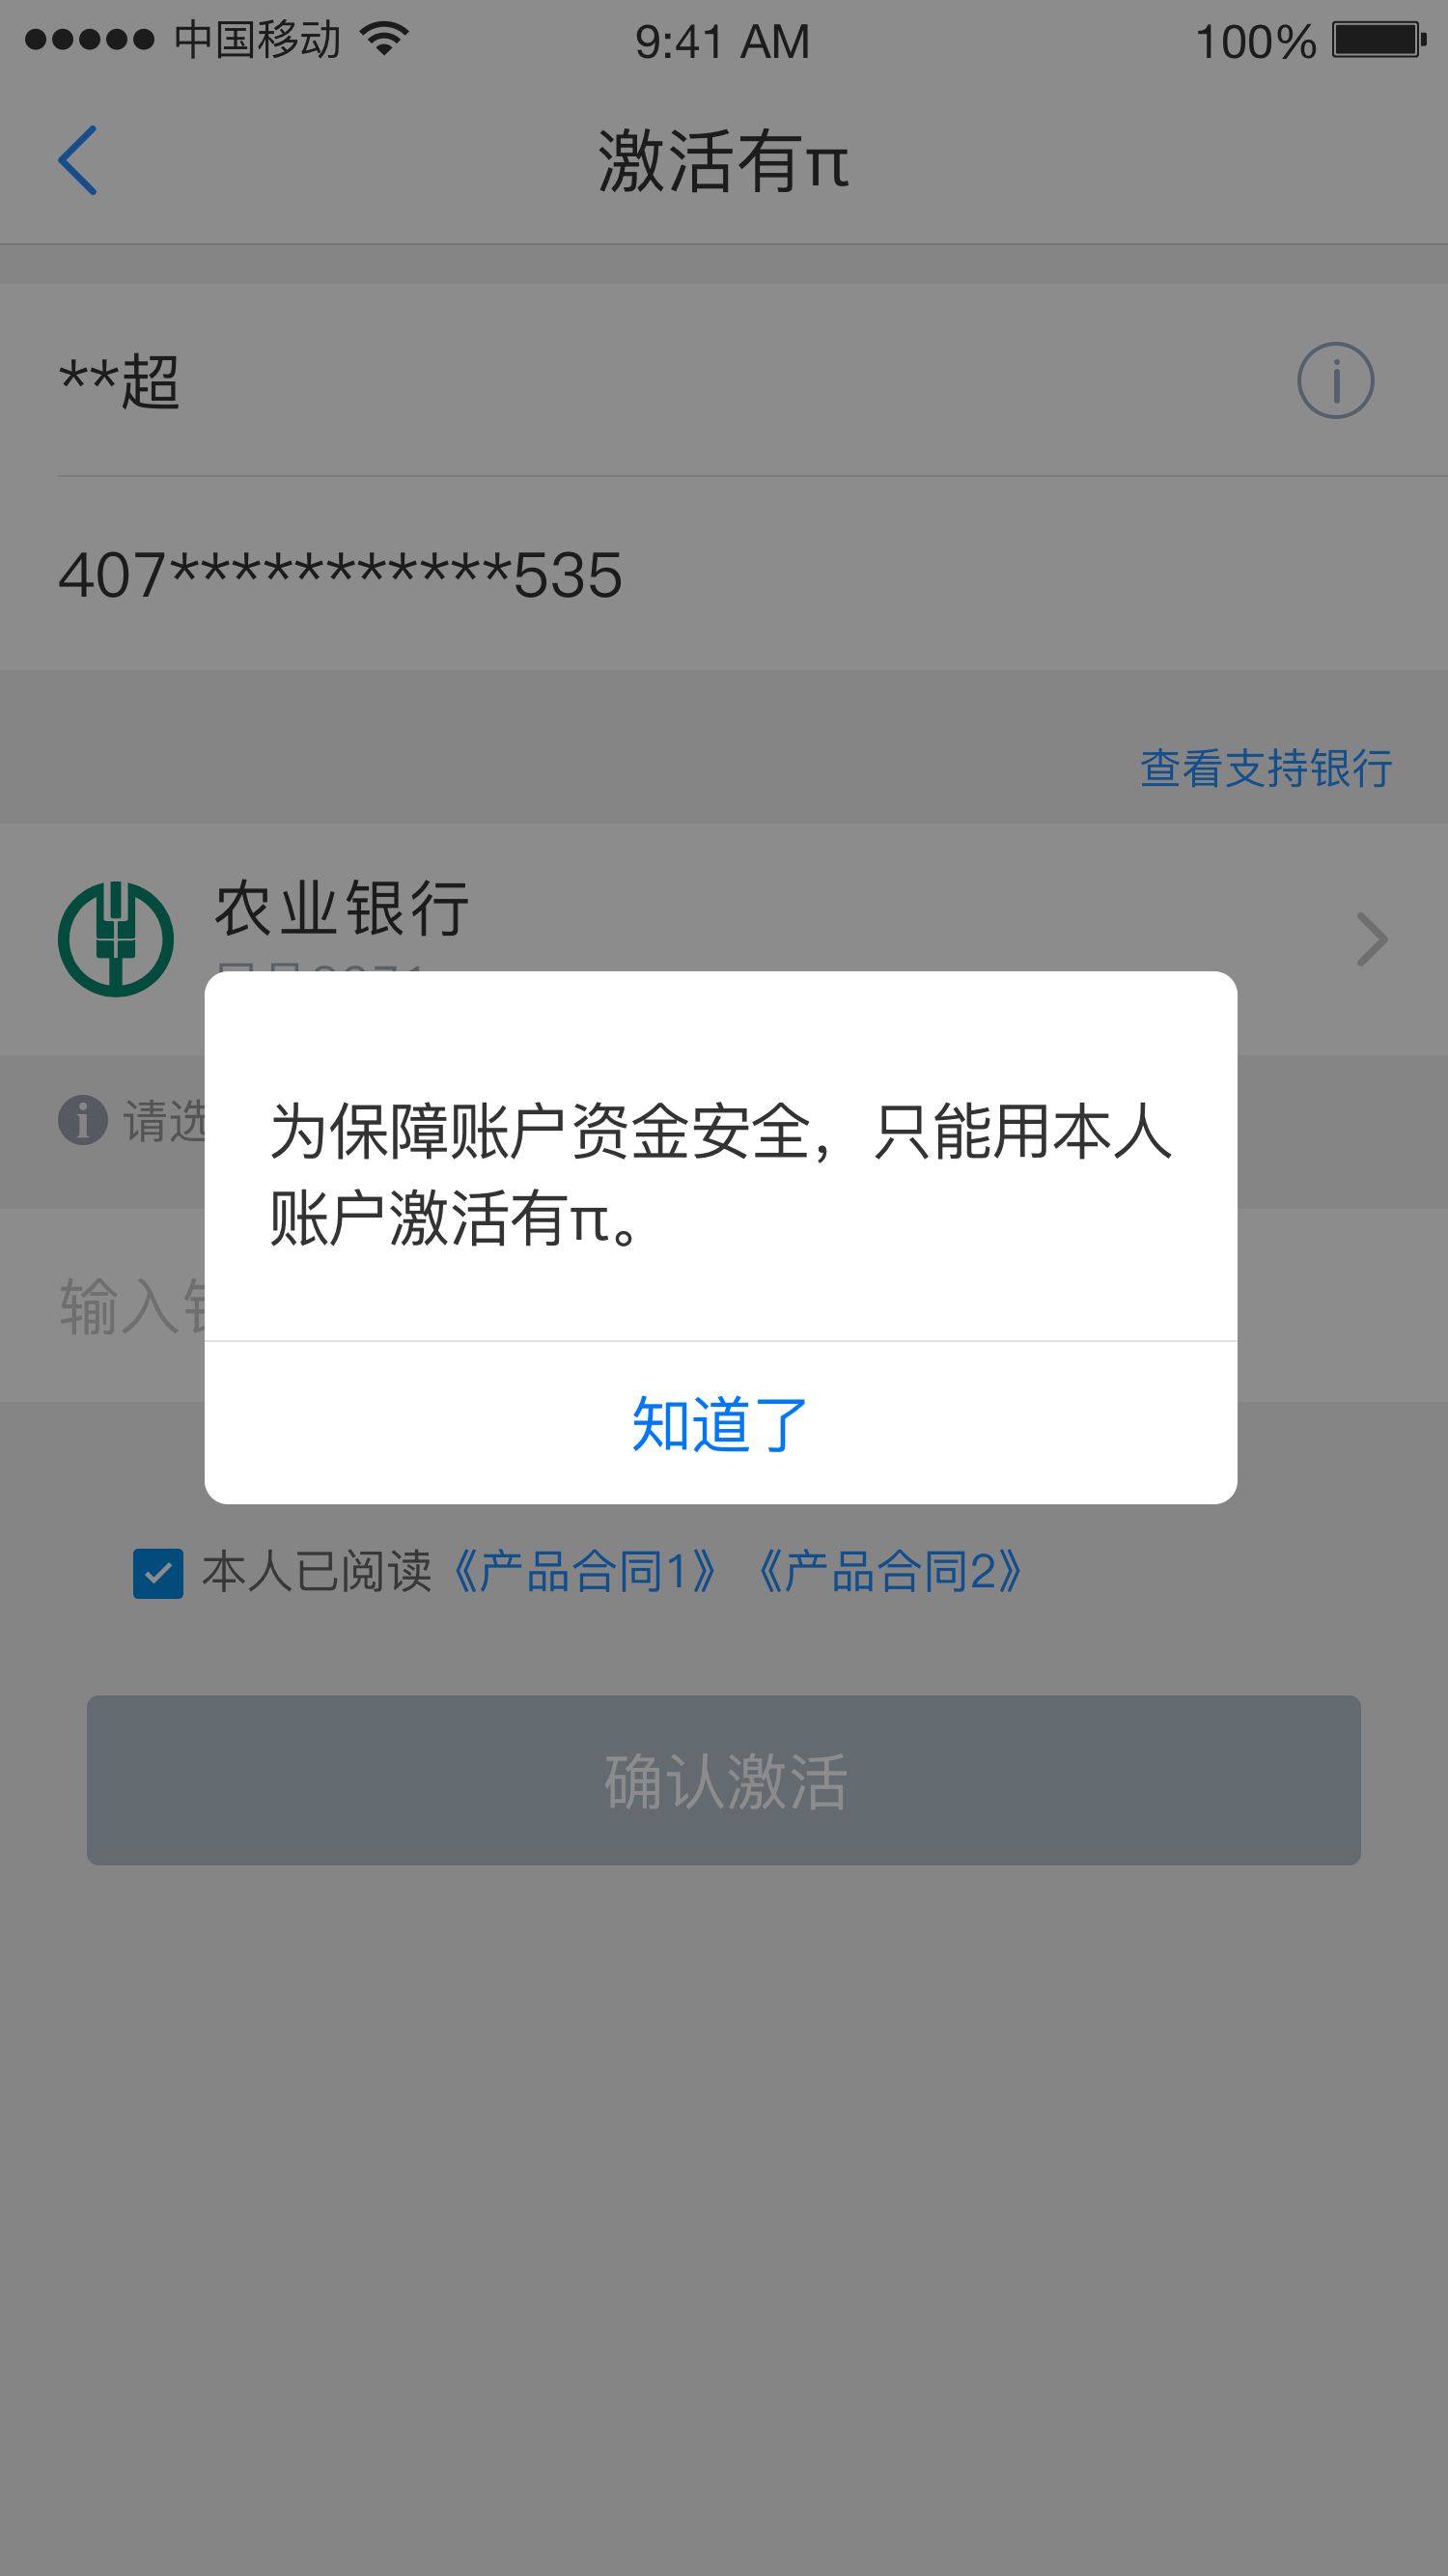 中国移动 9:41 AM 100%
激活有π
**超
407***********535
查看支持银行
农业银行
请选
为保障账户资金安全，只能用本人
账户激活有π。
输入
知道了
本人已阅读《产品合同1》《产品合同2》
确认激活